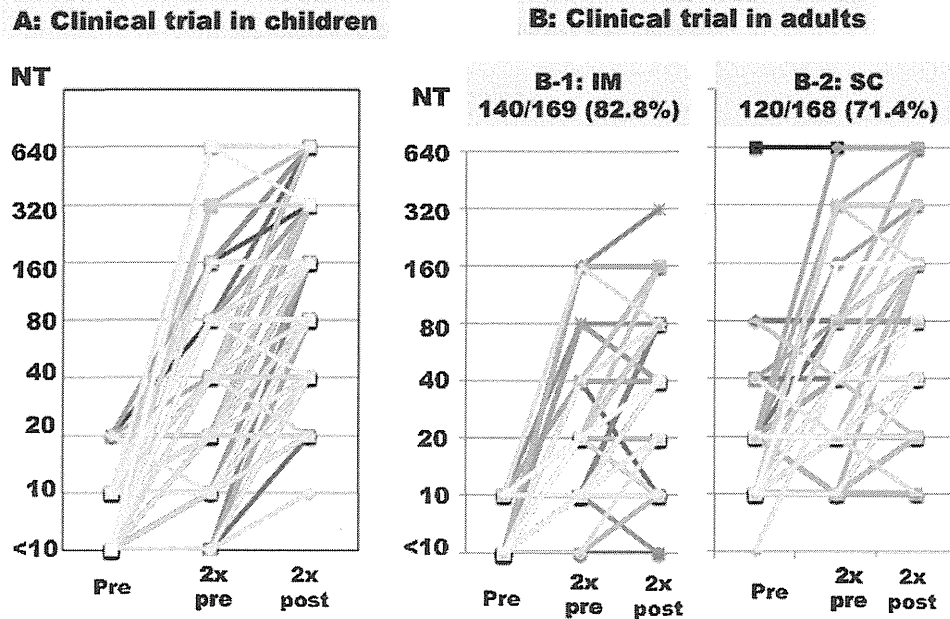 A: Clinical trial in children
B: Clinical trial in adults
NT
640
320
160
80
40
20
10
<10
Pre
2x
pre
2x
post
B-1: IM
140/169 (82.8%)
NT
640
320
160
80
40
20
10
<10
Pre
2x
pre
2x
post
B-2: SC
120/168 (71.4%)
Pre
2x
pre
2x
post